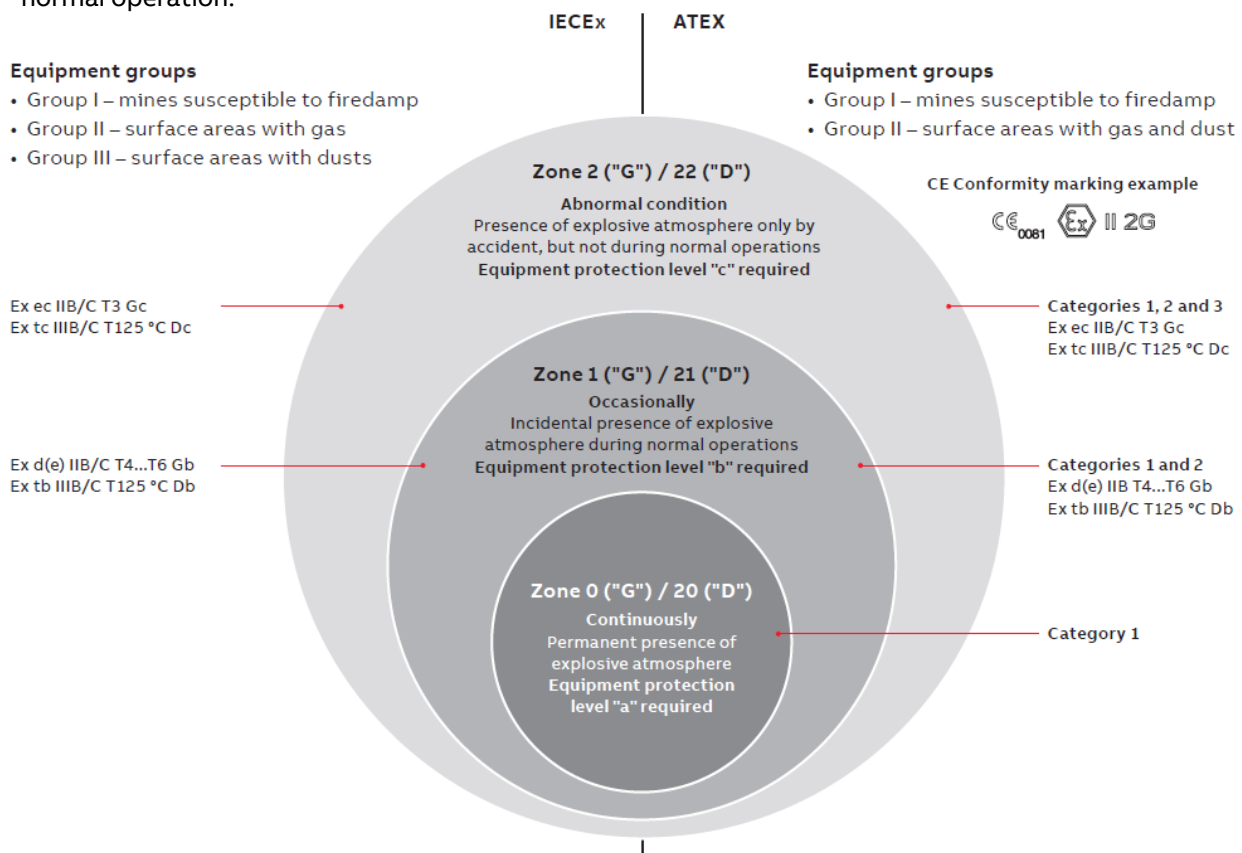 normal operation.
IECEx
ATEX
Equipment groups
• Group I – mines susceptible to firedamp
• Group II – surface areas with gas
• Group III – surface areas with dusts
Equipment groups
• Group I – mines susceptible to firedamp
• Group II – surface areas with gas and dust
CE Conformity marking example
CE 0081 Ex II 2G
Zone 2 ("G") / 22 ("D")
Abnormal condition
Presence of explosive atmosphere only by
accident, but not during normal operations
Equipment protection level "c" required
Ex ec IIB/C T3 Gc
Ex tc IIIB/C T125 °C Dc
Categories 1, 2 and 3
Ex ec IIB/C T3 Gc
Ex tc IIIB/C T125 °C Dc
Zone 1 ("G") / 21 ("D")
Occasionally
Incidental presence of explosive
atmosphere during normal operations
Equipment protection level "b" required
Ex d(e) IIB/C T4...T6 Gb
Ex tb IIIB/C T125 °C Db
Categories 1 and 2
Ex d(e) IIB T4...T6 Gb
Ex tb IIIB/C T125 °C Db
Zone 0 ("G") / 20 ("D")
Continuously
Permanent presence of
explosive atmosphere
Equipment protection
level "a" required
Category 1